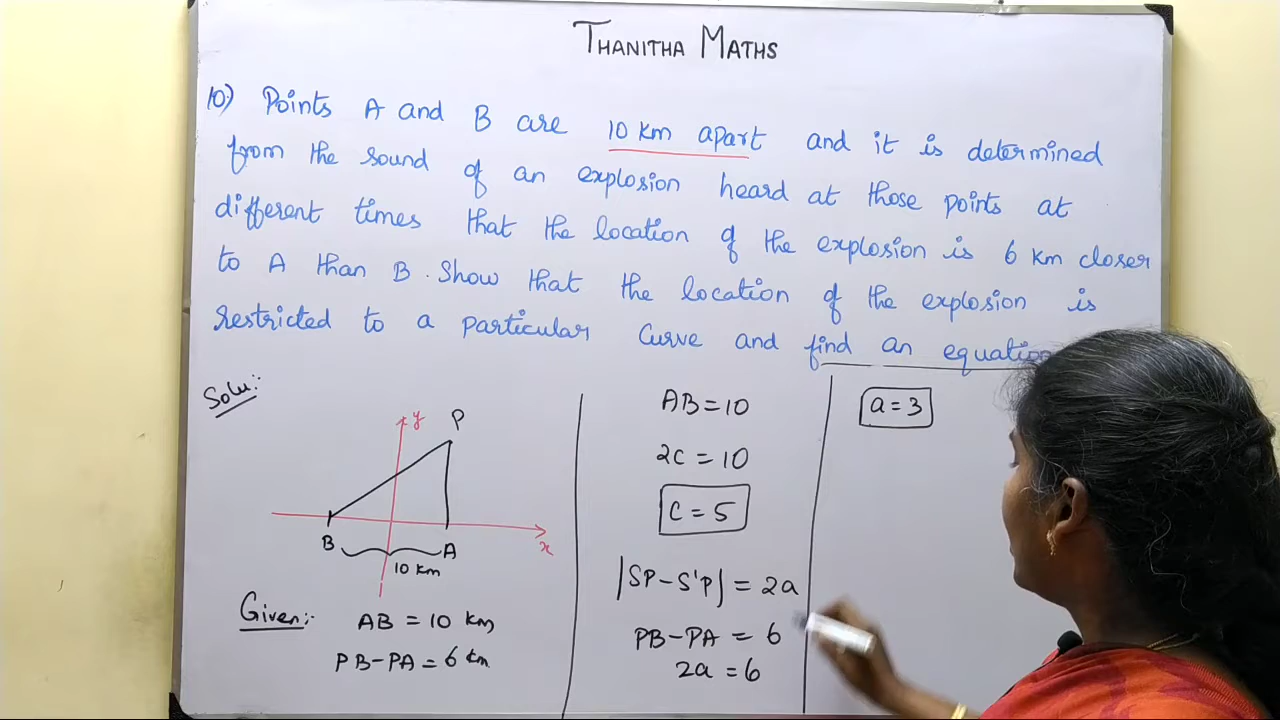 THANITHA MATHS
10) Points A and B are 10 km apart and it is determined
from the sound of an explosion heard at those points at
different times that the location of the explosion is 6 km closer
to A than B. Show that the location of the explosion is
restricted to a particular curve and find an equation
Solu:-
y
P
B
A
x
10 km
Given:-
AB = 10 km
PB-PA = 6 km
AB = 10
2c = 10
c = 5
|SP-S'P| = 2a
PB-PA = 6
2a = 6
a = 3